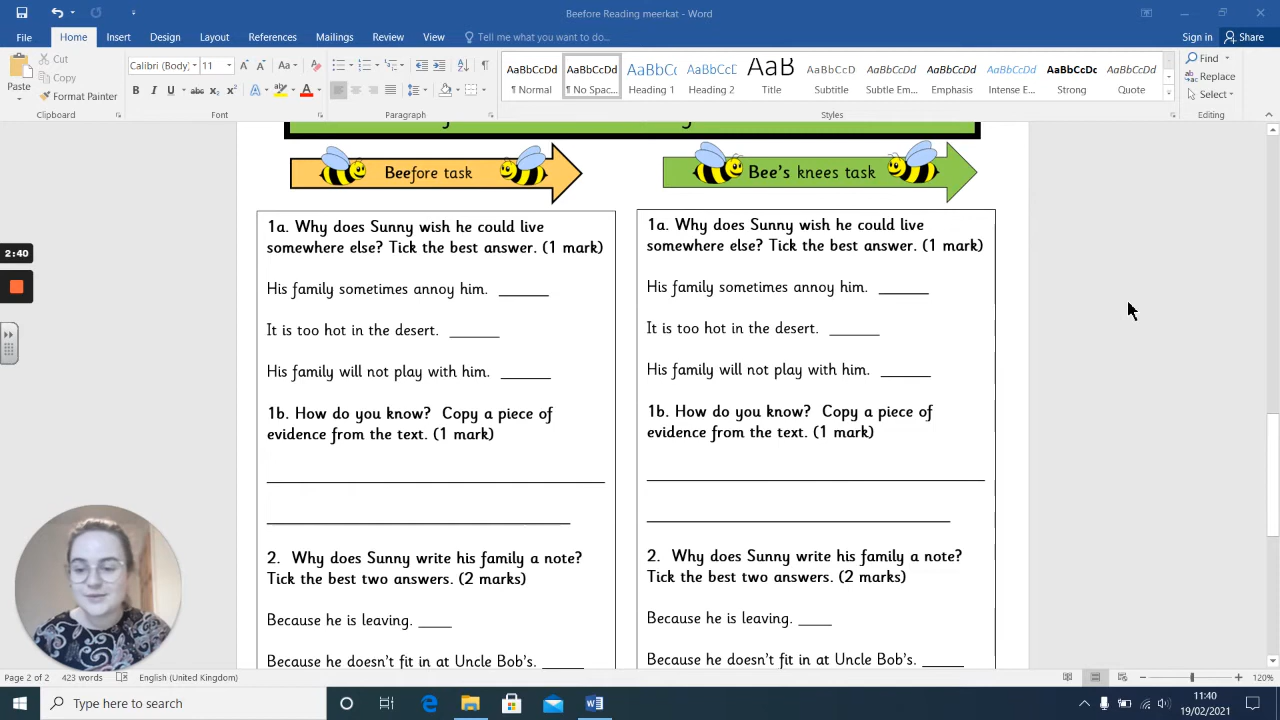 Beefore Reading meerkat - Word
File Home Insert Design Layout References Mailings Review View Tell me what you want to do... Sign in Share
Cut
Copy
Format Painter
Paste
Calibri (Body) 11
AaBbCcDd AaBbCcDd AaBbCc AaBbCcD AaB AaBbCcD AaBbCcDd AaBbCcDd AaBbCcDd AaBbCcDc AaBbCcDd
¶ Normal ¶ No Spac... Heading 1 Heading 2 Title Subtitle Subtle Em... Emphasis Intense E... Strong Quote
Find
Replace
Select
Clipboard Font Paragraph Styles Editing
Beefore task
Bee's knees task
1a. Why does Sunny wish he could live
somewhere else? Tick the best answer. (1 mark)
His family sometimes annoy him. ______
It is too hot in the desert. ______
His family will not play with him. ______
1b. How do you know? Copy a piece of
evidence from the text. (1 mark)
2. Why does Sunny write his family a note?
Tick the best two answers. (2 marks)
Because he is leaving. ____
Because he doesn't fit in at Uncle Bob's. _____
1a. Why does Sunny wish he could live
somewhere else? Tick the best answer. (1 mark)
His family sometimes annoy him. ______
It is too hot in the desert. ______
His family will not play with him. ______
1b. How do you know? Copy a piece of
evidence from the text. (1 mark)
2. Why does Sunny write his family a note?
Tick the best two answers. (2 marks)
Because he is leaving. ____
Because he doesn't fit in at Uncle Bob's. _____
2:40
Page 2 of 2 423 words English (United Kingdom) 120%
Type here to search
11:40
19/02/2021